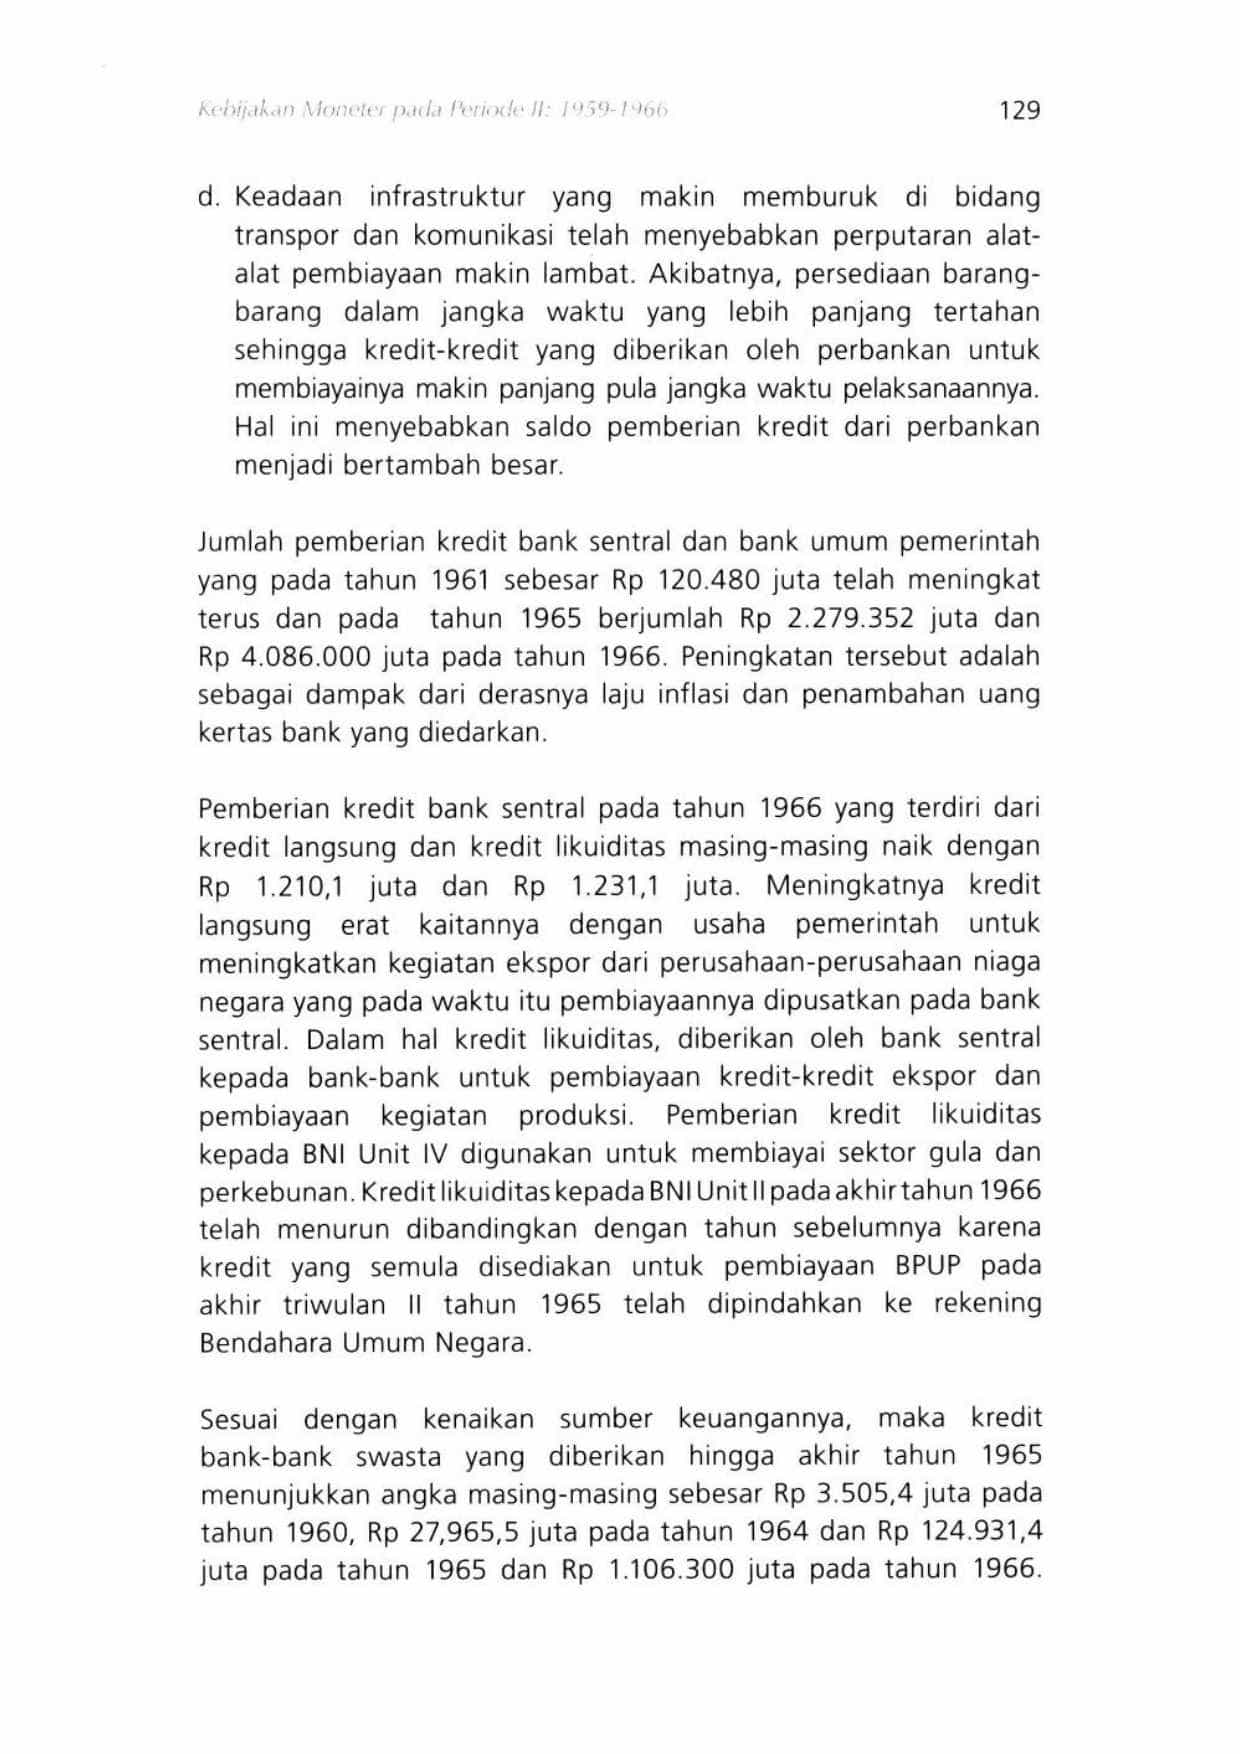 Kebijakan Moneter pada Periode II: 1959-1966 129
d. Keadaan infrastruktur yang makin memburuk di bidang
transpor dan komunikasi telah menyebabkan perputaran alat-
alat pembiayaan makin lambat. Akibatnya, persediaan barang-
barang dalam jangka waktu yang lebih panjang tertahan
sehingga kredit-kredit yang diberikan oleh perbankan untuk
membiayainya makin panjang pula jangka waktu pelaksanaannya.
Hal ini menyebabkan saldo pemberian kredit dari perbankan
menjadi bertambah besar.
Jumlah pemberian kredit bank sentral dan bank umum pemerintah
yang pada tahun 1961 sebesar Rp 120.480 juta telah meningkat
terus dan pada tahun 1965 berjumlah Rp 2.279.352 juta dan
Rp 4.086.000 juta pada tahun 1966. Peningkatan tersebut adalah
sebagai dampak dari derasnya laju inflasi dan penambahan uang
kertas bank yang diedarkan.
Pemberian kredit bank sentral pada tahun 1966 yang terdiri dari
kredit langsung dan kredit likuiditas masing-masing naik dengan
Rp 1.210,1 juta dan Rp 1.231,1 juta. Meningkatnya kredit
langsung erat kaitannya dengan usaha pemerintah untuk
meningkatkan kegiatan ekspor dari perusahaan-perusahaan niaga
negara yang pada waktu itu pembiayaannya dipusatkan pada bank
sentral. Dalam hal kredit likuiditas, diberikan oleh bank sentral
kepada bank-bank untuk pembiayaan kredit-kredit ekspor dan
pembiayaan kegiatan produksi. Pemberian kredit likuiditas
kepada BNI Unit IV digunakan untuk membiayai sektor gula dan
perkebunan. Kredit likuiditas kepada BNI Unit II pada akhir tahun 1966
telah menurun dibandingkan dengan tahun sebelumnya karena
kredit yang semula disediakan untuk pembiayaan BPUP pada
akhir triwulan II tahun 1965 telah dipindahkan ke rekening
Bendahara Umum Negara.
Sesuai dengan kenaikan sumber keuangannya, maka kredit
bank-bank swasta yang diberikan hingga akhir tahun 1965
menunjukkan angka masing-masing sebesar Rp 3.505,4 juta pada
tahun 1960, Rp 27,965,5 juta pada tahun 1964 dan Rp 124.931,4
juta pada tahun 1965 dan Rp 1.106.300 juta pada tahun 1966.